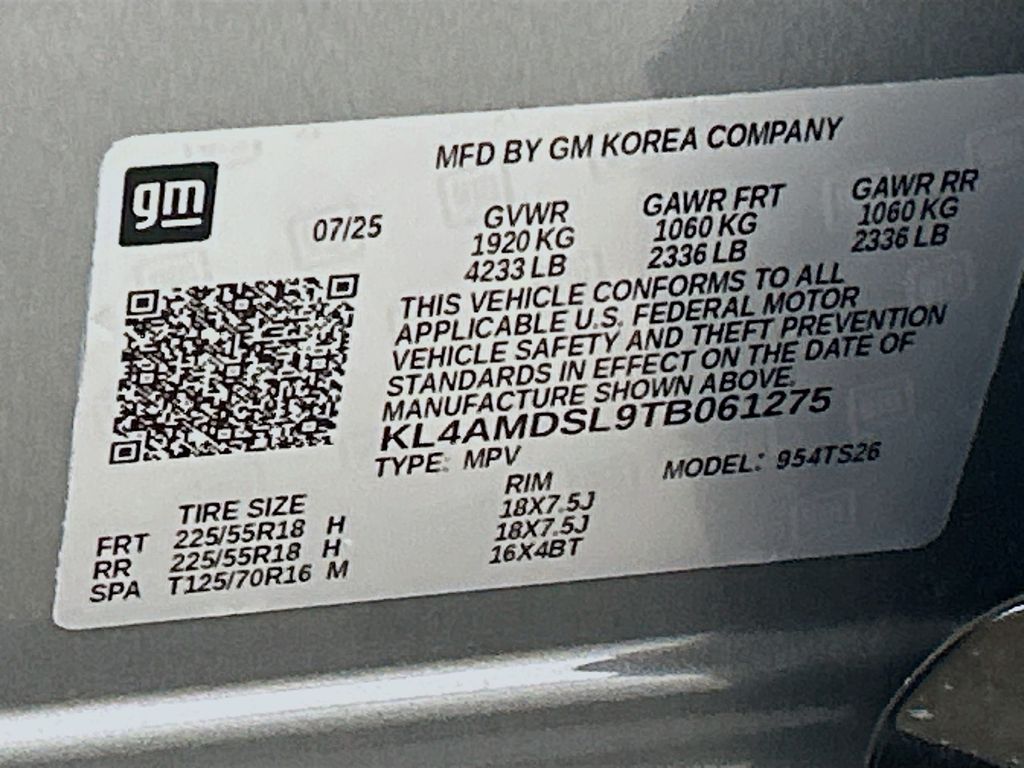 gm
MFD BY GM KOREA COMPANY
07/25
GVWR GAWR FRT GAWR RR
1920 KG 1060 KG 1060 KG
4233 LB 2336 LB 2336 LB
THIS VEHICLE CONFORMS TO ALL
APPLICABLE U.S. FEDERAL MOTOR
VEHICLE SAFETY AND THEFT PREVENTION
STANDARDS IN EFFECT ON THE DATE OF
MANUFACTURE SHOWN ABOVE.
KL4AMDSL9TB061275
TYPE: MPV MODEL: 954TS26
TIRE SIZE RIM
FRT 225/55R18 H 18X7.5J
RR 225/55R18 H 18X7.5J
SPA T125/70R16 M 16X4BT